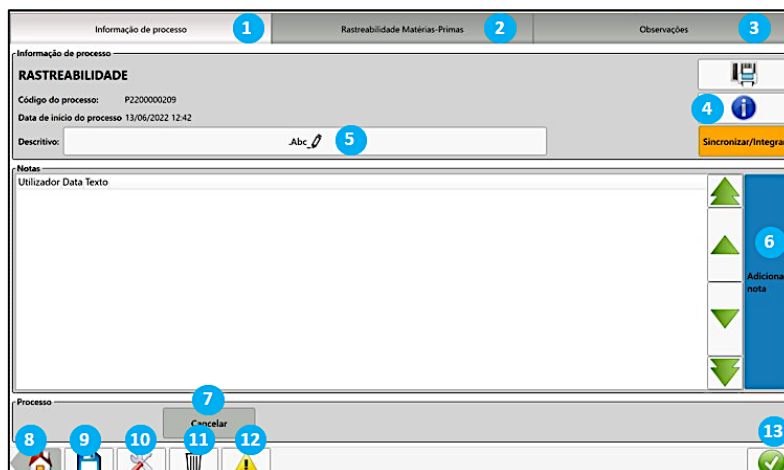 Informação de processo 1 Rastreabilidade Matérias-Primas 2 Observações 3
Informação de processo
RASTREABILIDADE
Código do processo: P2200000209
4
Data de início do processo 13/06/2022 12:42
Descritivo: .Abc_ 5
Sincronizar/Integrar
Notas
Utilizador Data Texto
6
Adiciona
nota
Processo
7
Cancelar
8 9 10 11 12 13